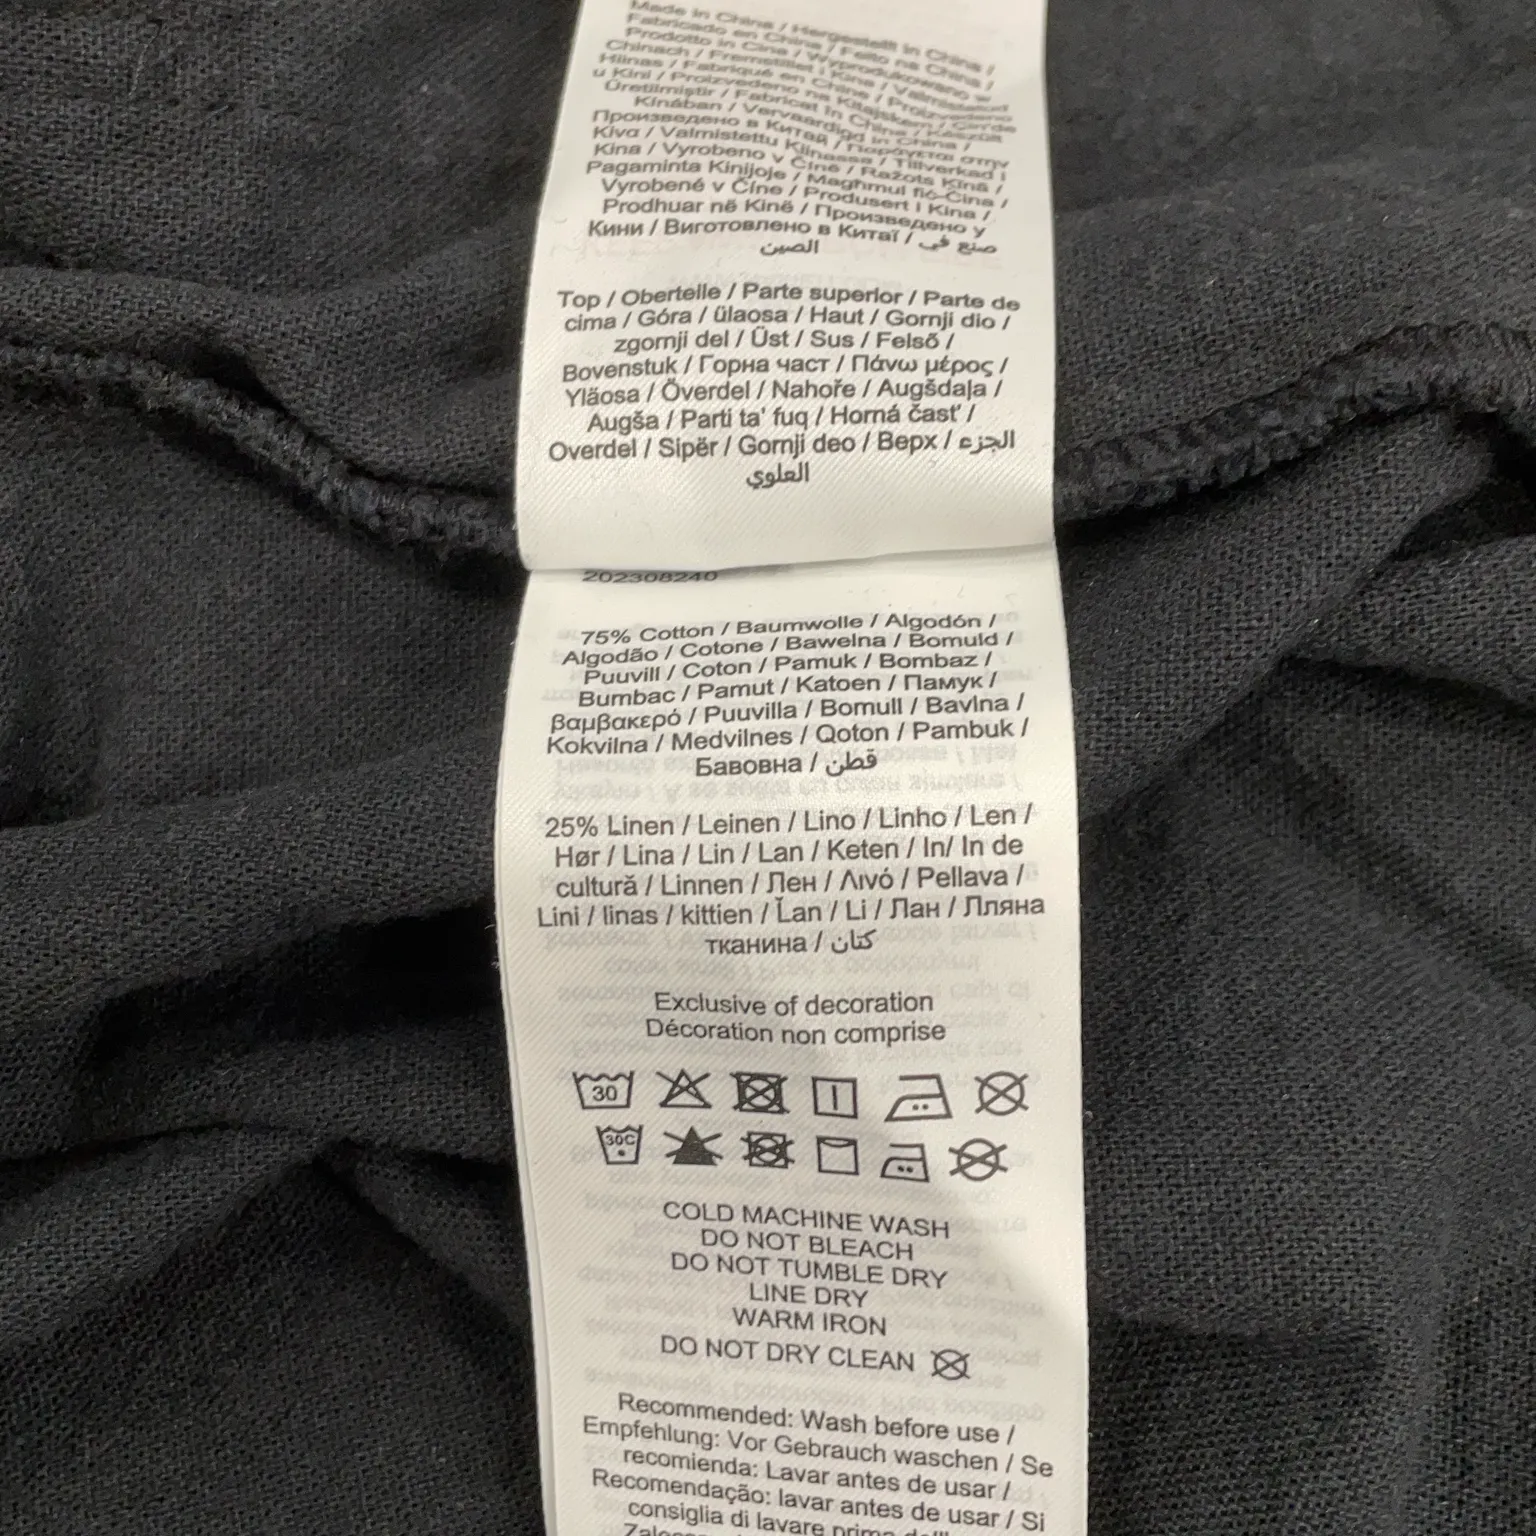 Made in China / Hergestellt in China /
Fabricado en China / Feito na China /
Prodotto in Cina / Wyprodukowano w
Chinach / Fremstillet i Kina / Valmistatud
Hiinas / Fabriqué en Chine / Proizvedeno
u Kini / Proizvedeno na Kitajskem / Çin'de
Üretilmiştir / Fabricat în China / Készült
Kínában / Vervaardigd in China /
Произведено в Китай / Παράγεται στην
Κίνα / Valmistettu Kiinassa / Tillverkad i
Kina / Vyrobeno v Číně / Ražots Ķīnā /
Pagaminta Kinijoje / Magħmul fiċ-Ċina /
Vyrobené v Číne / Produsert i Kina /
Prodhuar në Kinë / Произведено у
Кини / Виготовлено в Китаї / صنع في
الصين
Top / Oberteile / Parte superior / Parte de
cima / Góra / ülaosa / Haut / Gornji dio /
zgornji del / Üst / Sus / Felső /
Bovenstuk / Горна част / Πάνω μέρος /
Yläosa / Överdel / Nahoře / Augšdaļa /
Augša / Parti ta' fuq / Horná časť /
Overdel / Sipër / Gornji deo / Верх / الجزء
العلوي
202308240
75% Cotton / Baumwolle / Algodón /
Algodão / Cotone / Bawełna / Bomuld /
Puuvill / Coton / Pamuk / Bombaz /
Bumbac / Pamut / Katoen / Памук /
βαμβακερό / Puuvilla / Bomull / Bavlna /
Kokvilna / Medvilnes / Qoton / Pambuk /
Бавовна / قطن
25% Linen / Leinen / Lino / Linho / Len /
Hør / Lina / Lin / Lan / Keten / In/ In de
cultură / Linnen / Лен / Λινό / Pellava /
Lini / linas / kittien / Ľan / Li / Лан / Лляна
тканина / كتان
Exclusive of decoration
Décoration non comprise
30
30C
COLD MACHINE WASH
DO NOT BLEACH
DO NOT TUMBLE DRY
LINE DRY
WARM IRON
DO NOT DRY CLEAN
Recommended: Wash before use /
Empfehlung: Vor Gebrauch waschen / Se
recomienda: Lavar antes de usar /
Recomendação: lavar antes de usar / Si
consiglia di lavare prima dell'